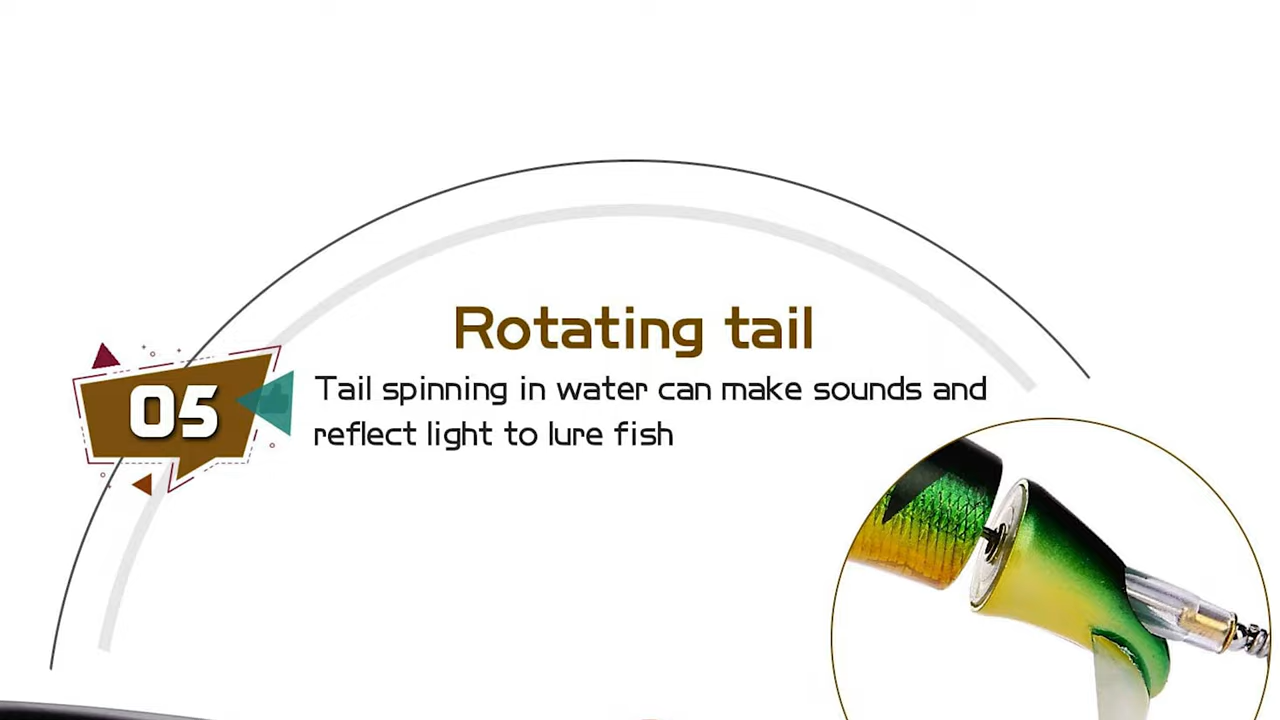 Rotating tail
05
Tail spinning in water can make sounds and
reflect light to lure fish